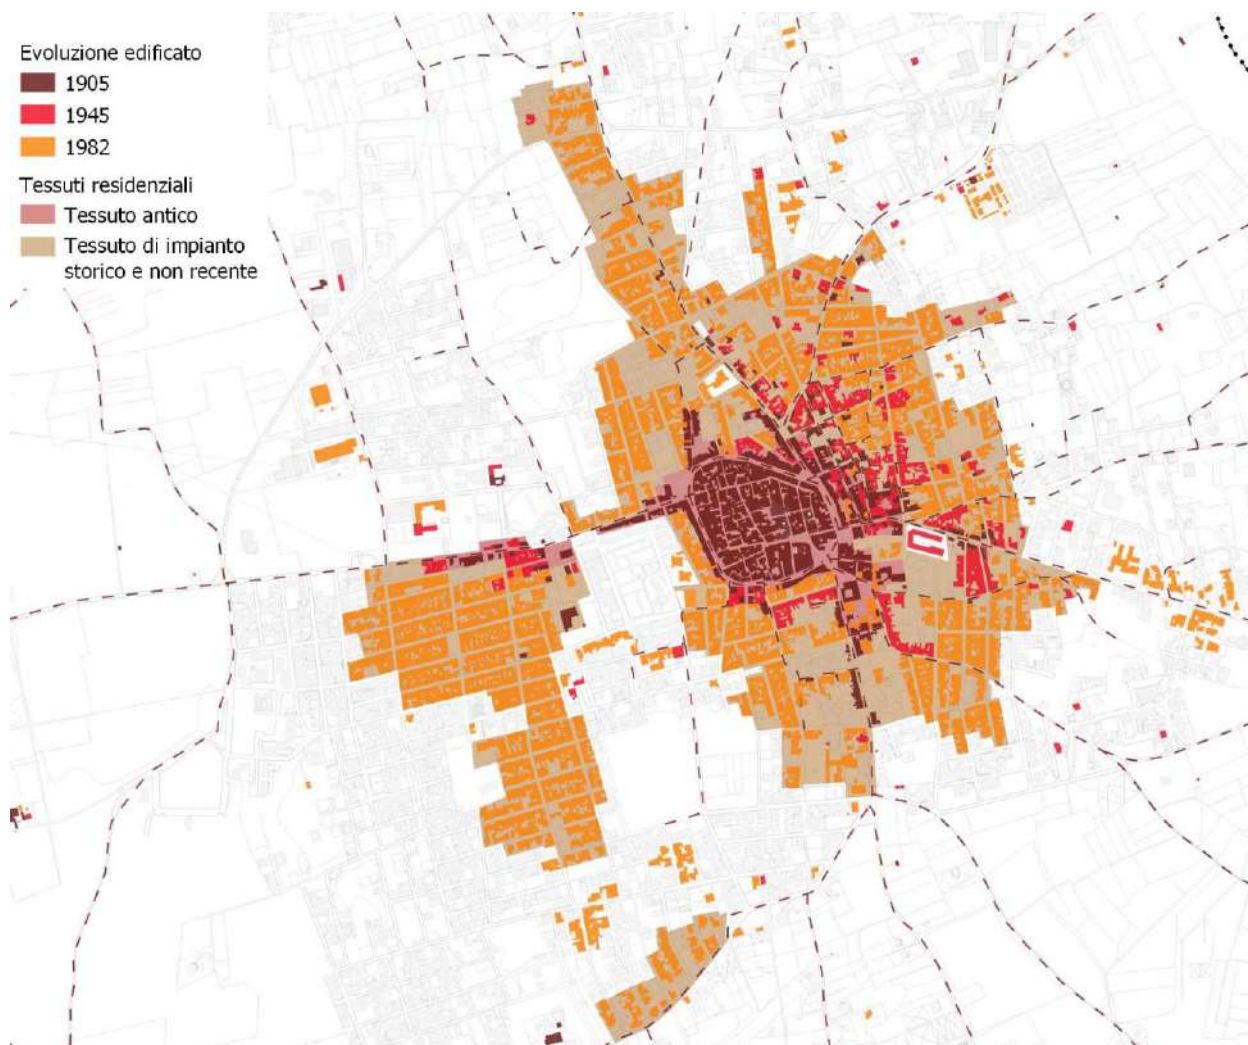 Evoluzione edificato
1905
1945
1982
Tessuti residenziali
Tessuto antico
Tessuto di impianto
storico e non recente